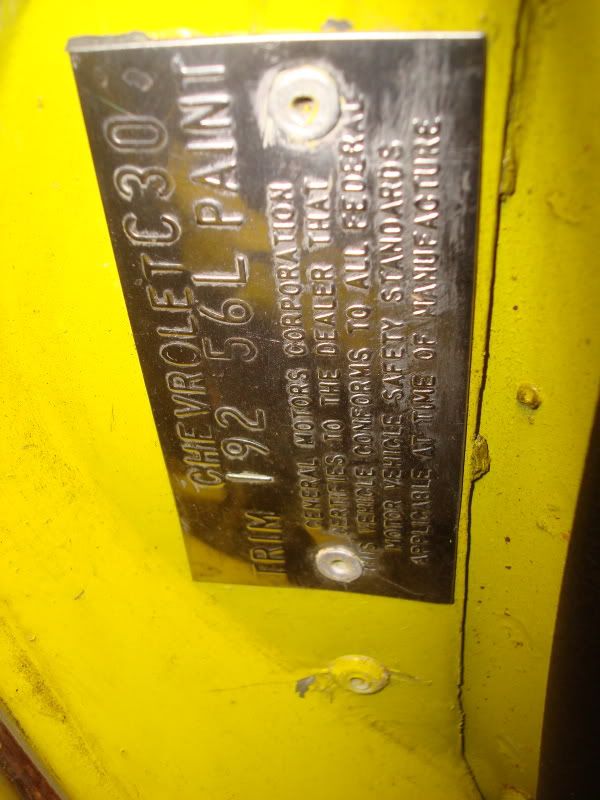 CHEVROLET C30
TRIM 192 56L PAINT
GENERAL MOTORS CORPORATION
CERTIFIES TO THE DEALER THAT
THIS VEHICLE CONFORMS TO ALL FEDERAL
MOTOR VEHICLE SAFETY STANDARDS
APPLICABLE AT TIME OF MANUFACTURE